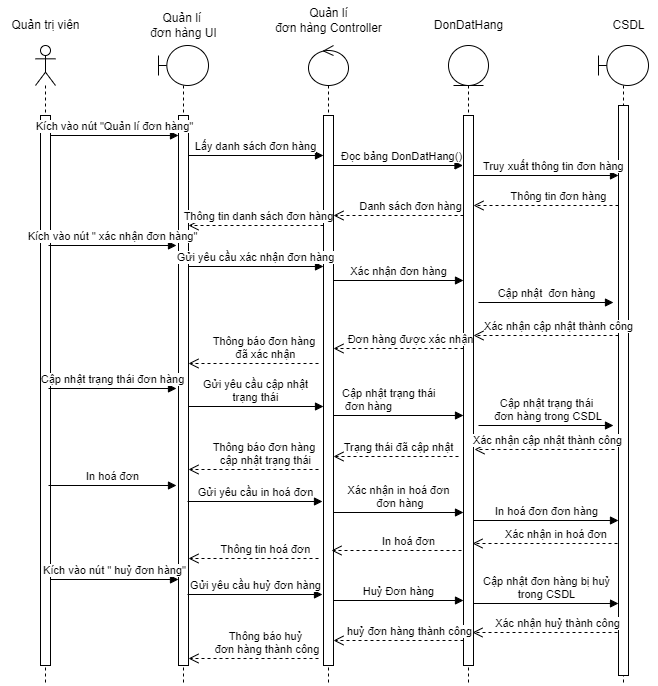 Quản trị viên
Quản lí
đơn hàng UI
Quản lí
đơn hàng Controller
DonDatHang
CSDL
Kích vào nút "Quản lí đơn hàng"
Lấy danh sách đơn hàng
Đọc bảng DonDatHang()
Truy xuất thông tin đơn hàng
Thông tin đơn hàng
Danh sách đơn hàng
Thông tin danh sách đơn hàng
Kích vào nút " xác nhận đơn hàng"
Gửi yêu cầu xác nhận đơn hàng
Xác nhận đơn hàng
Cập nhật  đơn hàng
Xác nhận cập nhật thành công
Đơn hàng được xác nhận
Thông báo đơn hàng
đã xác nhận
Cập nhật trạng thái đơn hàng
Gửi yêu cầu cập nhật
trạng thái
Cập nhật trạng thái
đơn hàng
Cập nhật trạng thái
đơn hàng trong CSDL
Xác nhận cập nhật thành công
Trạng thái đã cập nhật
Thông báo đơn hàng
cập nhật trạng thái
In hoá đơn
Gửi yêu cầu in hoá đơn
Xác nhận in hoá đơn
đơn hàng
In hoá đơn đơn hàng
Xác nhận in hoá đơn
In hoá đơn
Thông tin hoá đơn
Kích vào nút " huỷ đơn hàng"
Gửi yêu cầu huỷ đơn hàng
Huỷ Đơn hàng
Cập nhật đơn hàng bị huỷ
trong CSDL
Xác nhận huỷ thành công
huỷ đơn hàng thành công
Thông báo huỷ
đơn hàng thành công